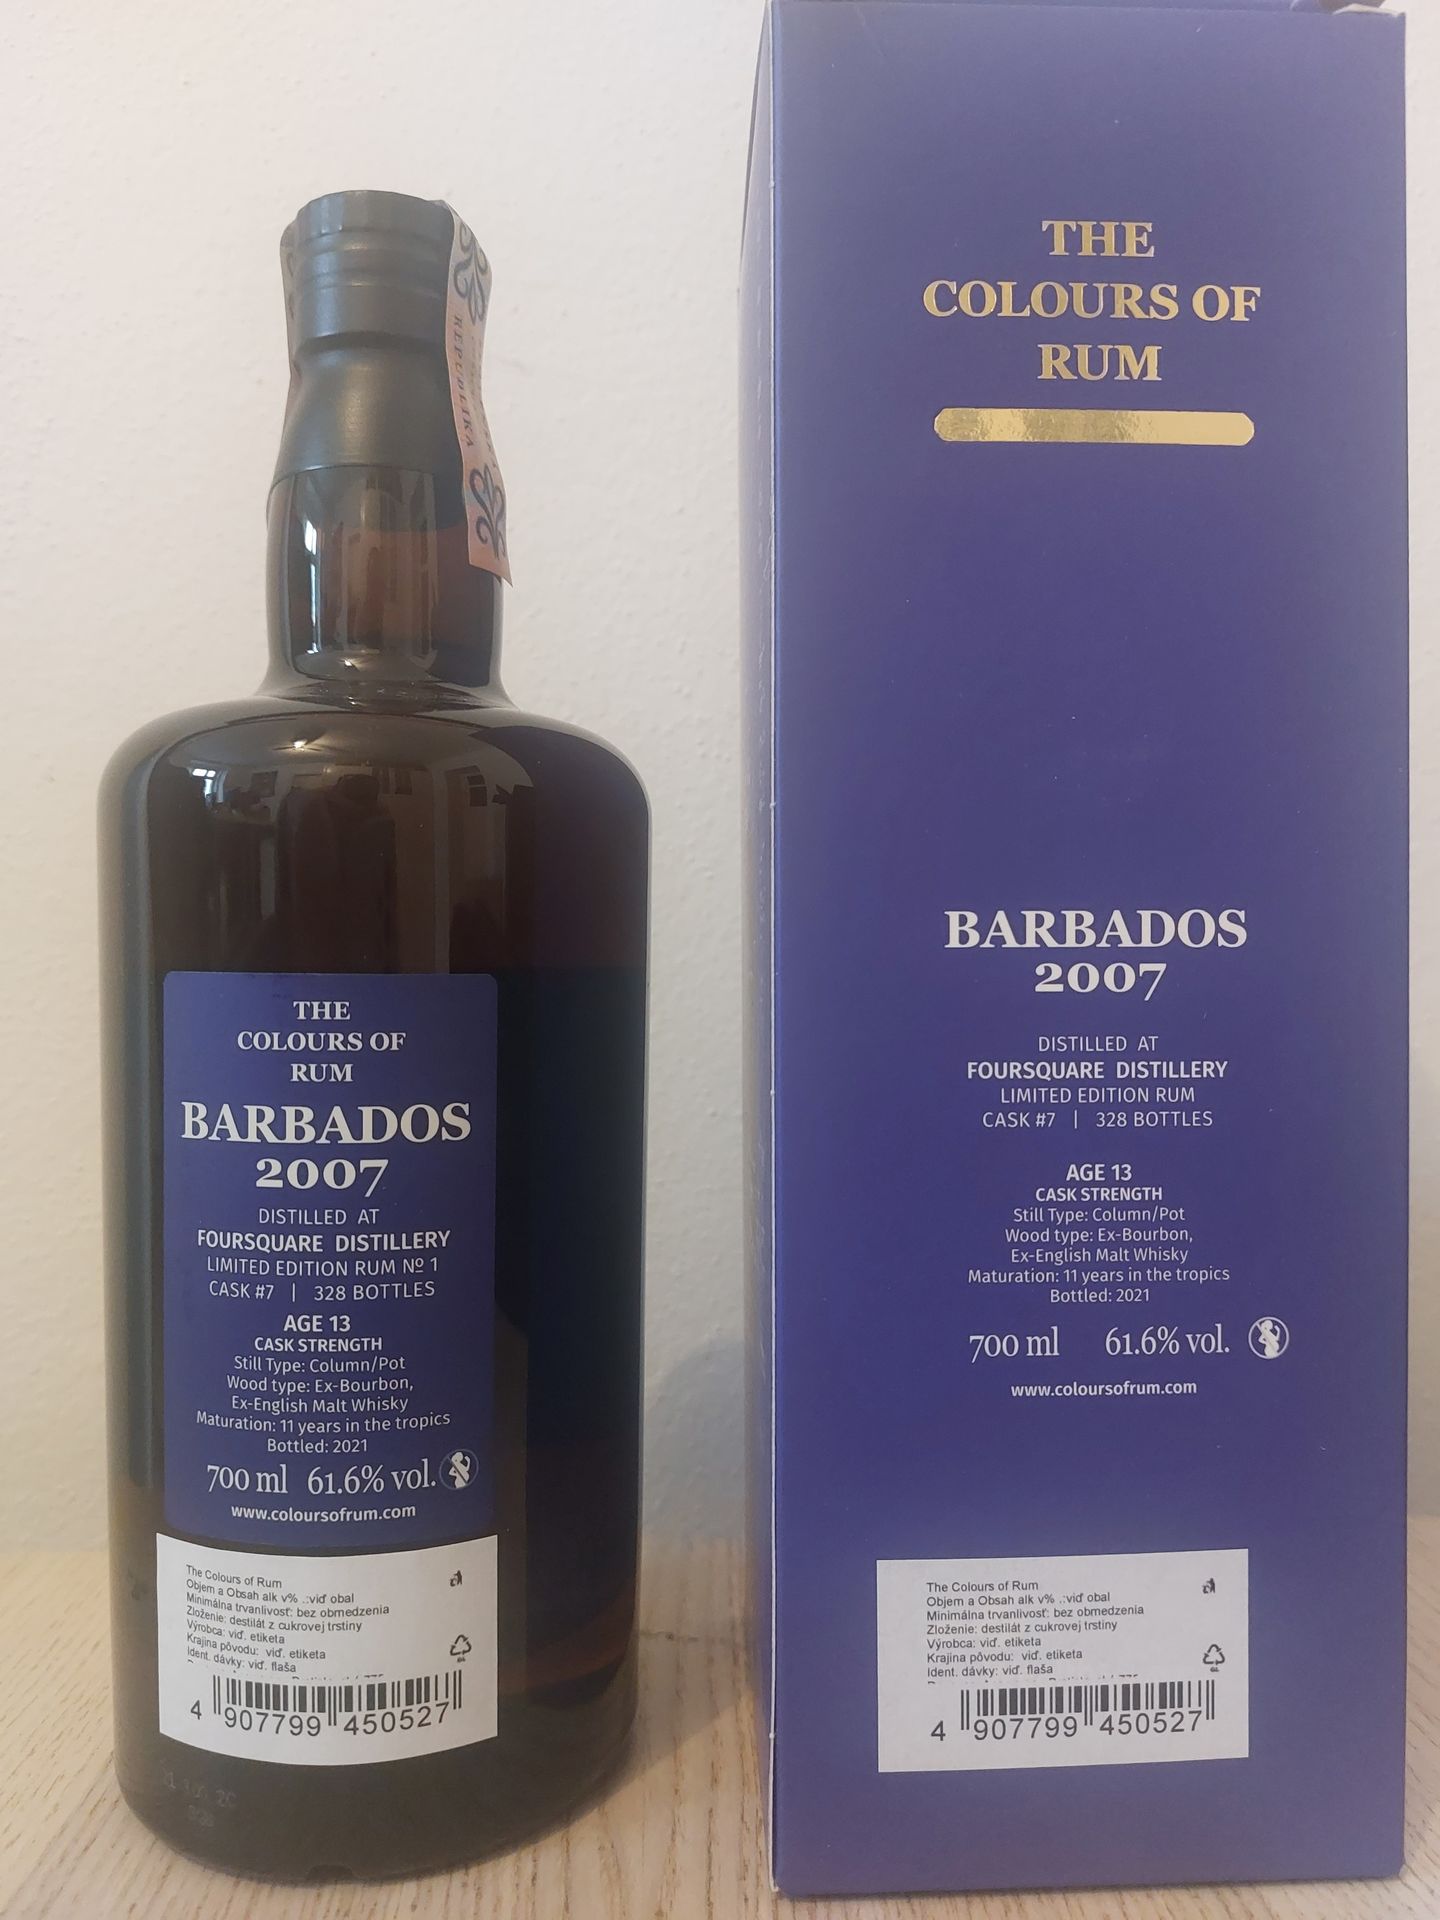 REPUBLIKA
THE
COLOURS OF
RUM
BARBADOS
2007
DISTILLED AT
FOURSQUARE DISTILLERY
LIMITED EDITION RUM Nº 1
CASK #7 | 328 BOTTLES
AGE 13
CASK STRENGTH
Still Type: Column/Pot
Wood type: Ex-Bourbon,
Ex-English Malt Whisky
Maturation: 11 years in the tropics
Bottled: 2021
700 ml 61.6% vol.
www.coloursofrum.com
The Colours of Rum
Objem a Obsah alk v% .:viď obal
Minimálna trvanlivosť: bez obmedzenia
Zloženie: destilát z cukrovej trstiny
Výrobca: viď. etiketa
Krajina pôvodu: viď. etiketa
Ident. dávky: viď. flaša
4 907799 450527
THE
COLOURS OF
RUM
BARBADOS
2007
DISTILLED AT
FOURSQUARE DISTILLERY
LIMITED EDITION RUM
CASK #7 | 328 BOTTLES
AGE 13
CASK STRENGTH
Still Type: Column/Pot
Wood type: Ex-Bourbon,
Ex-English Malt Whisky
Maturation: 11 years in the tropics
Bottled: 2021
700 ml 61.6% vol.
www.coloursofrum.com
The Colours of Rum
Objem a Obsah alk v% .:viď obal
Minimálna trvanlivosť: bez obmedzenia
Zloženie: destilát z cukrovej trstiny
Výrobca: viď. etiketa
Krajina pôvodu: viď. etiketa
Ident. dávky: viď. flaša
4 907799 450527